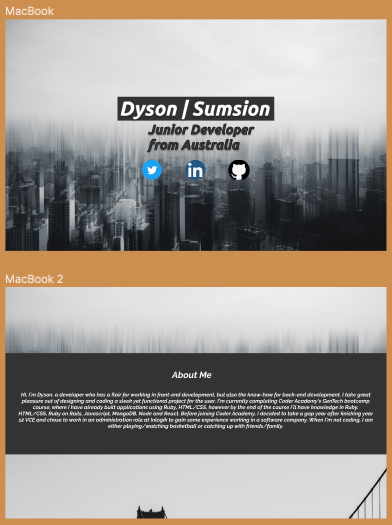 MacBook
Dyson | Sumsion
Junior Developer
from Australia
in
MacBook 2
About Me
Hi, I'm Dyson, a developer who has a flair for working in front-end development, but also the know-how for back-end development. I take great
pleasure out of designing and coding a sleek yet functional project for the user. I'm currently completing Coder Academy's GenTech bootcamp
course, where I have already built applications using Ruby, HTML/CSS, however by the end of the course I'll have knowledge in Ruby,
HTML/CSS, Ruby on Rails, Javascript, MongoDB, Node and React. Before joining Coder Academy, I decided to take a gap year after finishing year
12 VCE and chose to work in an administration role at Inlogik to gain some experience working in a software company. When I'm not coding, I am
either playing/watching basketball or catching up with friends/family.